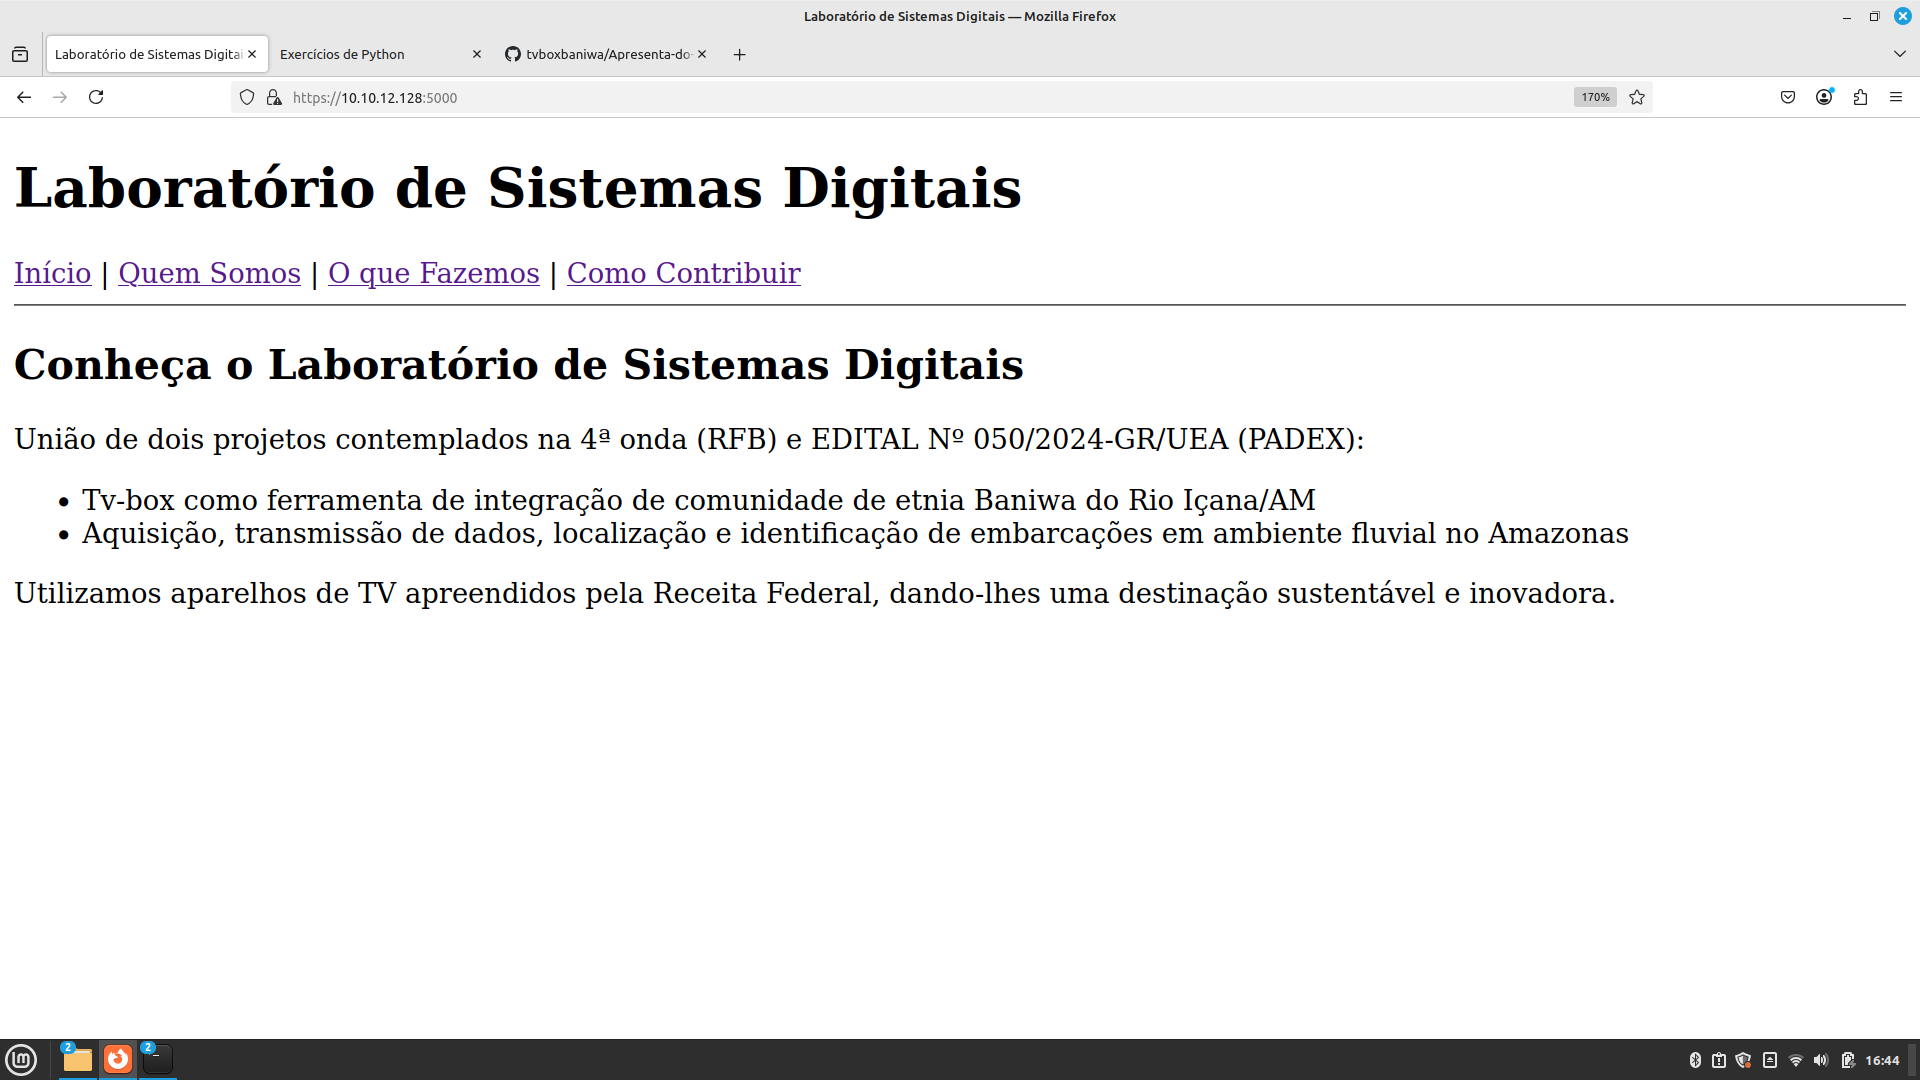 Laboratório de Sistemas Digitais — Mozilla Firefox
Laboratório de Sistemas Digitai
Exercícios de Python
tvboxbaniwa/Apresenta-do-
https://10.10.12.128:5000
170%
Laboratório de Sistemas Digitais
Início | Quem Somos | O que Fazemos | Como Contribuir
Conheça o Laboratório de Sistemas Digitais
União de dois projetos contemplados na 4ª onda (RFB) e EDITAL Nº 050/2024-GR/UEA (PADEX):
• Tv-box como ferramenta de integração de comunidade de etnia Baniwa do Rio Içana/AM
• Aquisição, transmissão de dados, localização e identificação de embarcações em ambiente fluvial no Amazonas
Utilizamos aparelhos de TV apreendidos pela Receita Federal, dando-lhes uma destinação sustentável e inovadora.
2
2
16:44